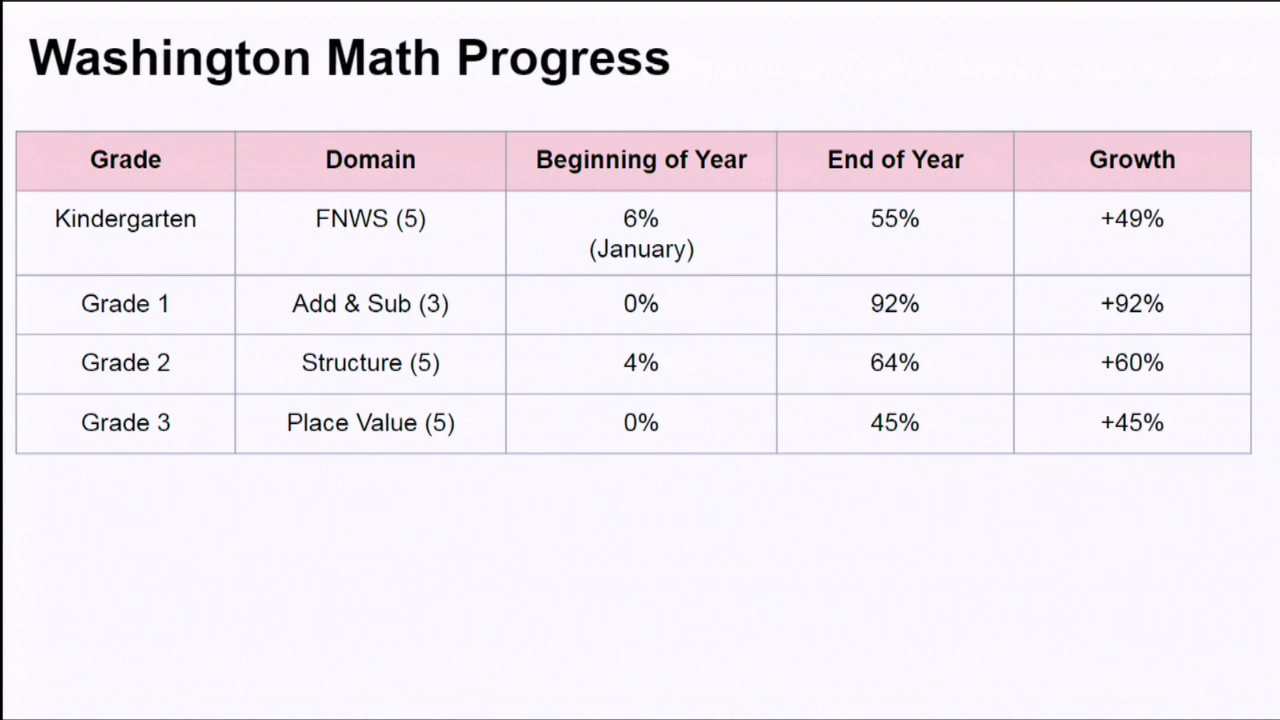 Washington Math Progress
Grade Domain Beginning of Year End of Year Growth
Kindergarten FNWS (5) 6% 55% +49%
(January)
Grade 1 Add & Sub (3) 0% 92% +92%
Grade 2 Structure (5) 4% 64% +60%
Grade 3 Place Value (5) 0% 45% +45%